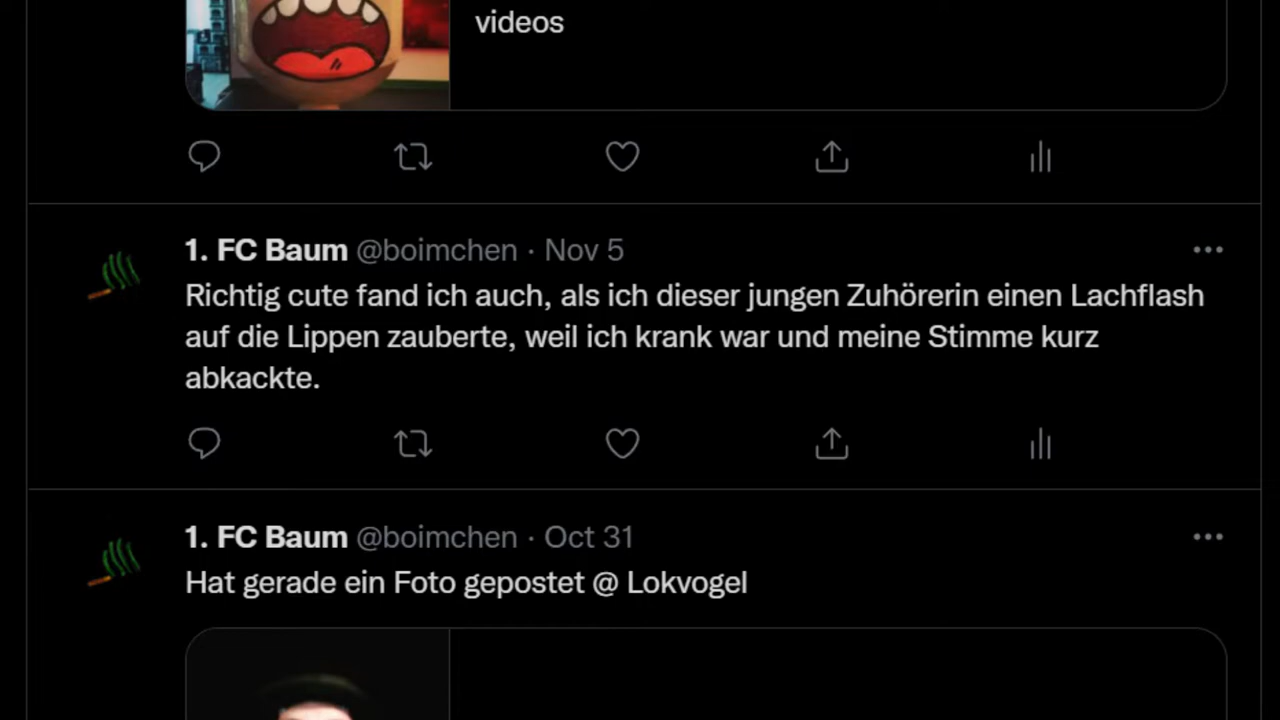 videos
1. FC Baum @boimchen · Nov 5
Richtig cute fand ich auch, als ich dieser jungen Zuhörerin einen Lachflash
auf die Lippen zauberte, weil ich krank war und meine Stimme kurz
abkackte.
1. FC Baum @boimchen · Oct 31
Hat gerade ein Foto gepostet @ Lokvogel